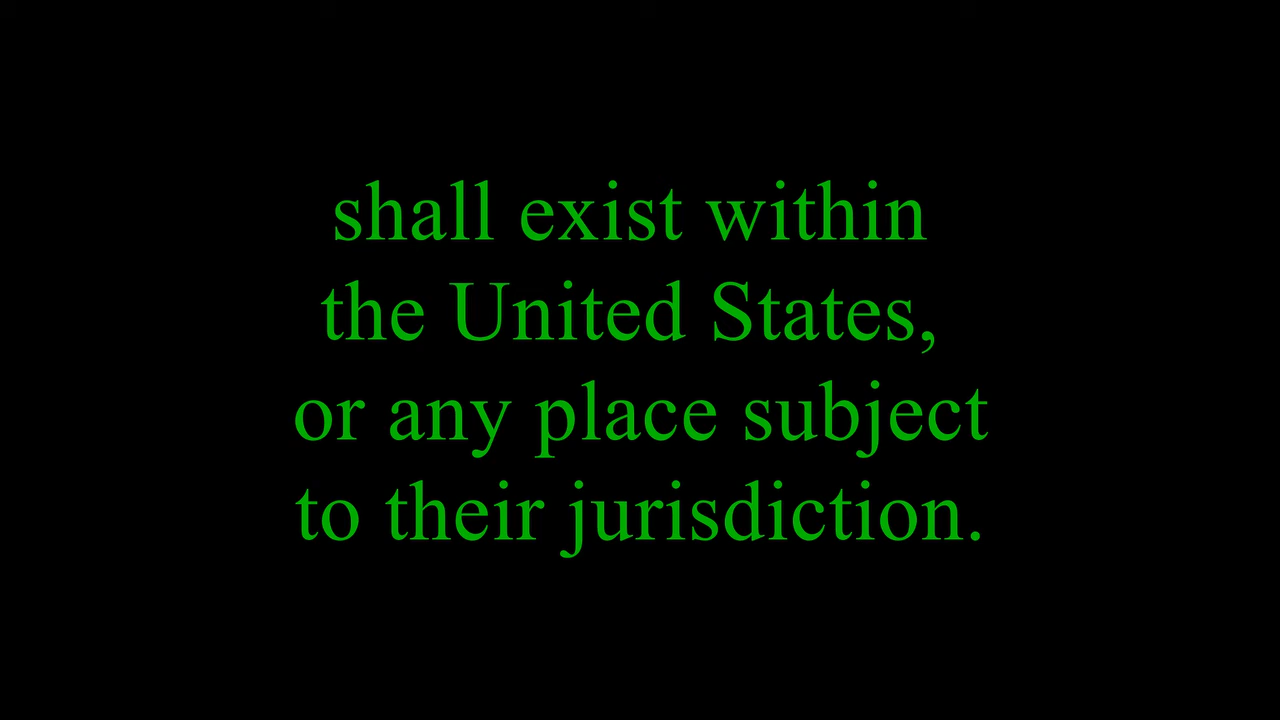 shall exist within
the United States,
or any place subject
to their jurisdiction.